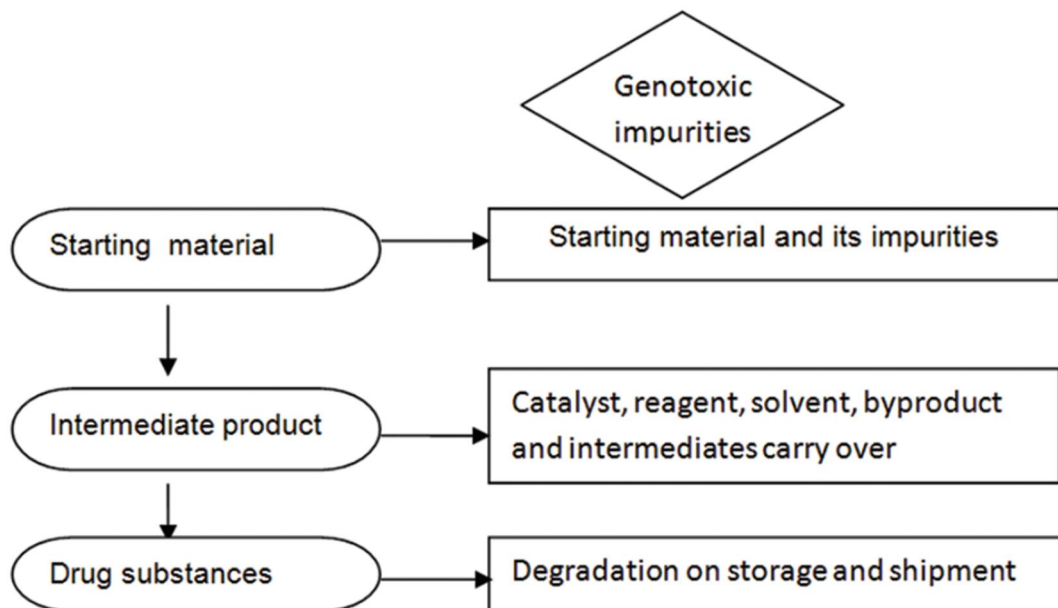 Genotoxic
impurities
Starting material
Starting material and its impurities
Intermediate product
Catalyst, reagent, solvent, byproduct
and intermediates carry over
Drug substances
Degradation on storage and shipment